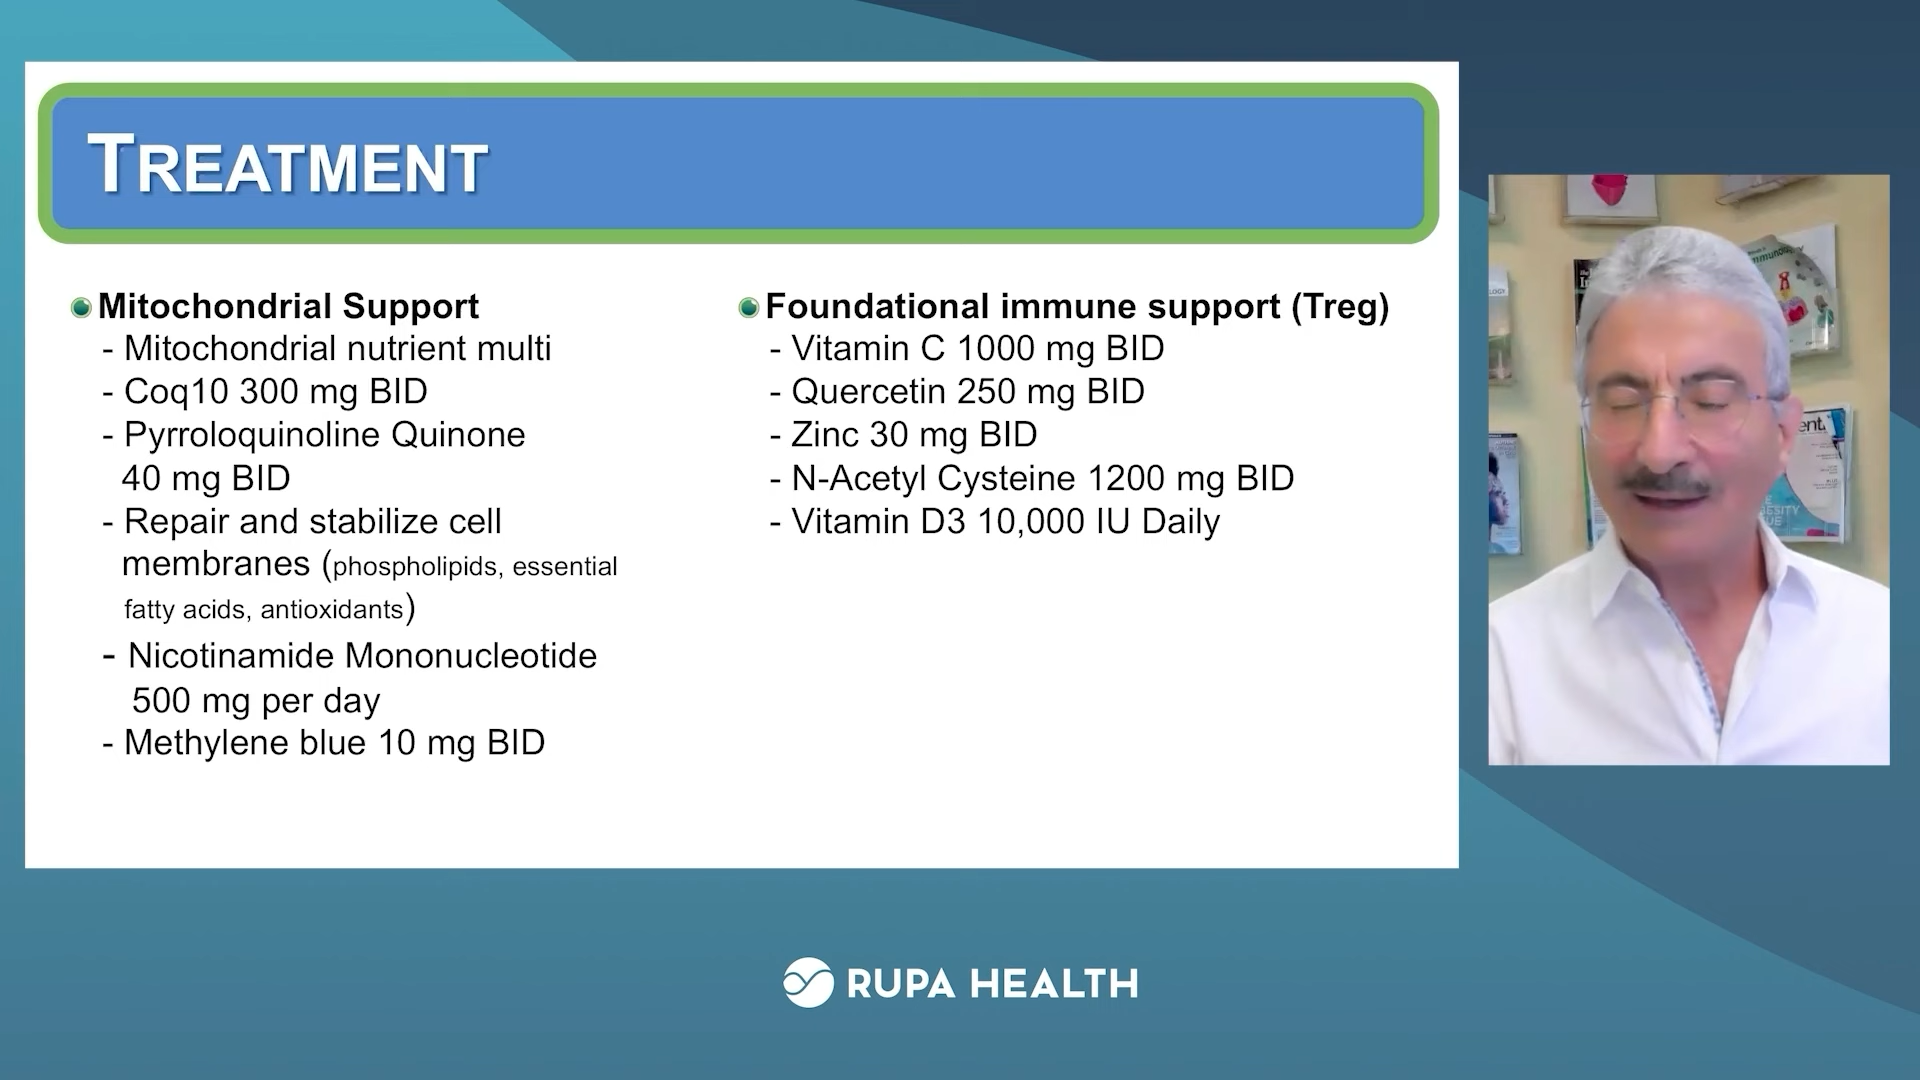 TREATMENT
Mitochondrial Support
- Mitochondrial nutrient multi
- Coq10 300 mg BID
- Pyrroloquinoline Quinone
40 mg BID
- Repair and stabilize cell
membranes (phospholipids, essential
fatty acids, antioxidants)
- Nicotinamide Mononucleotide
500 mg per day
- Methylene blue 10 mg BID
Foundational immune support (Treg)
- Vitamin C 1000 mg BID
- Quercetin 250 mg BID
- Zinc 30 mg BID
- N-Acetyl Cysteine 1200 mg BID
- Vitamin D3 10,000 IU Daily
RUPA HEALTH